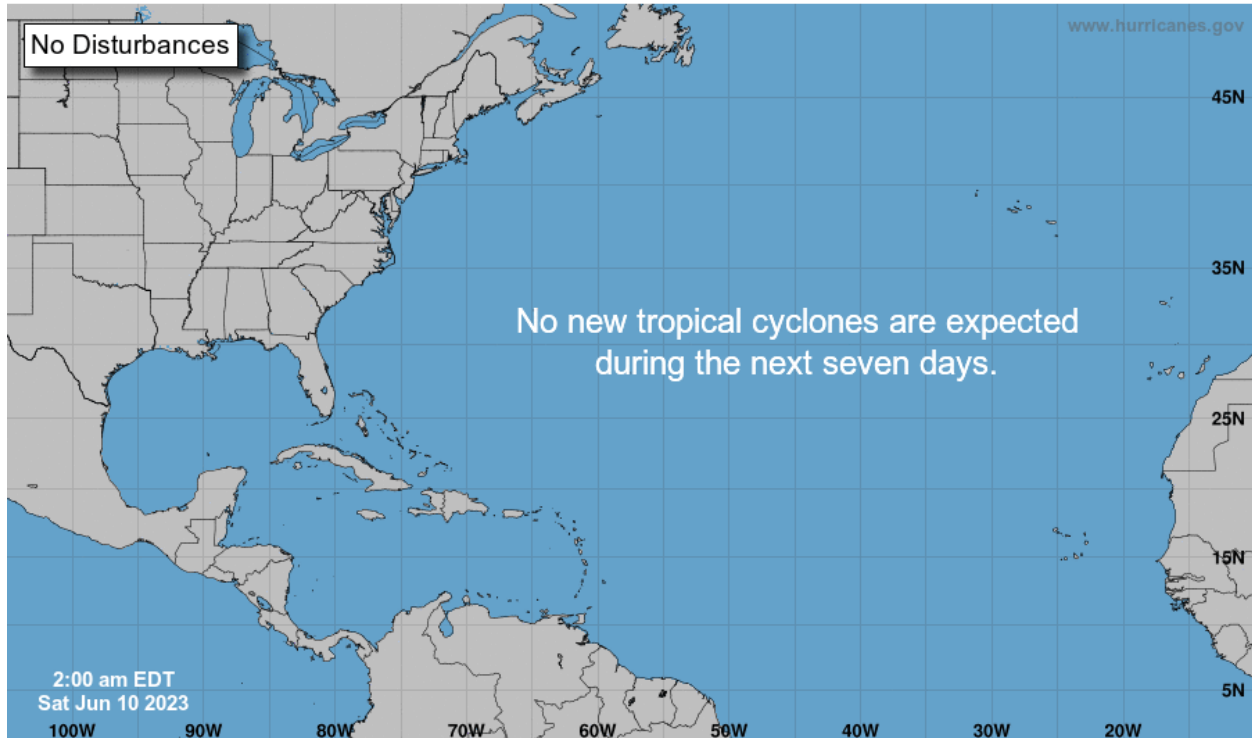 No Disturbances
www.hurricanes.gov
45N
35N
No new tropical cyclones are expected
during the next seven days.
25N
15N
2:00 am EDT
Sat Jun 10 2023
5N
100W 90W 80W 70W 60W 50W 40W 30W 20W